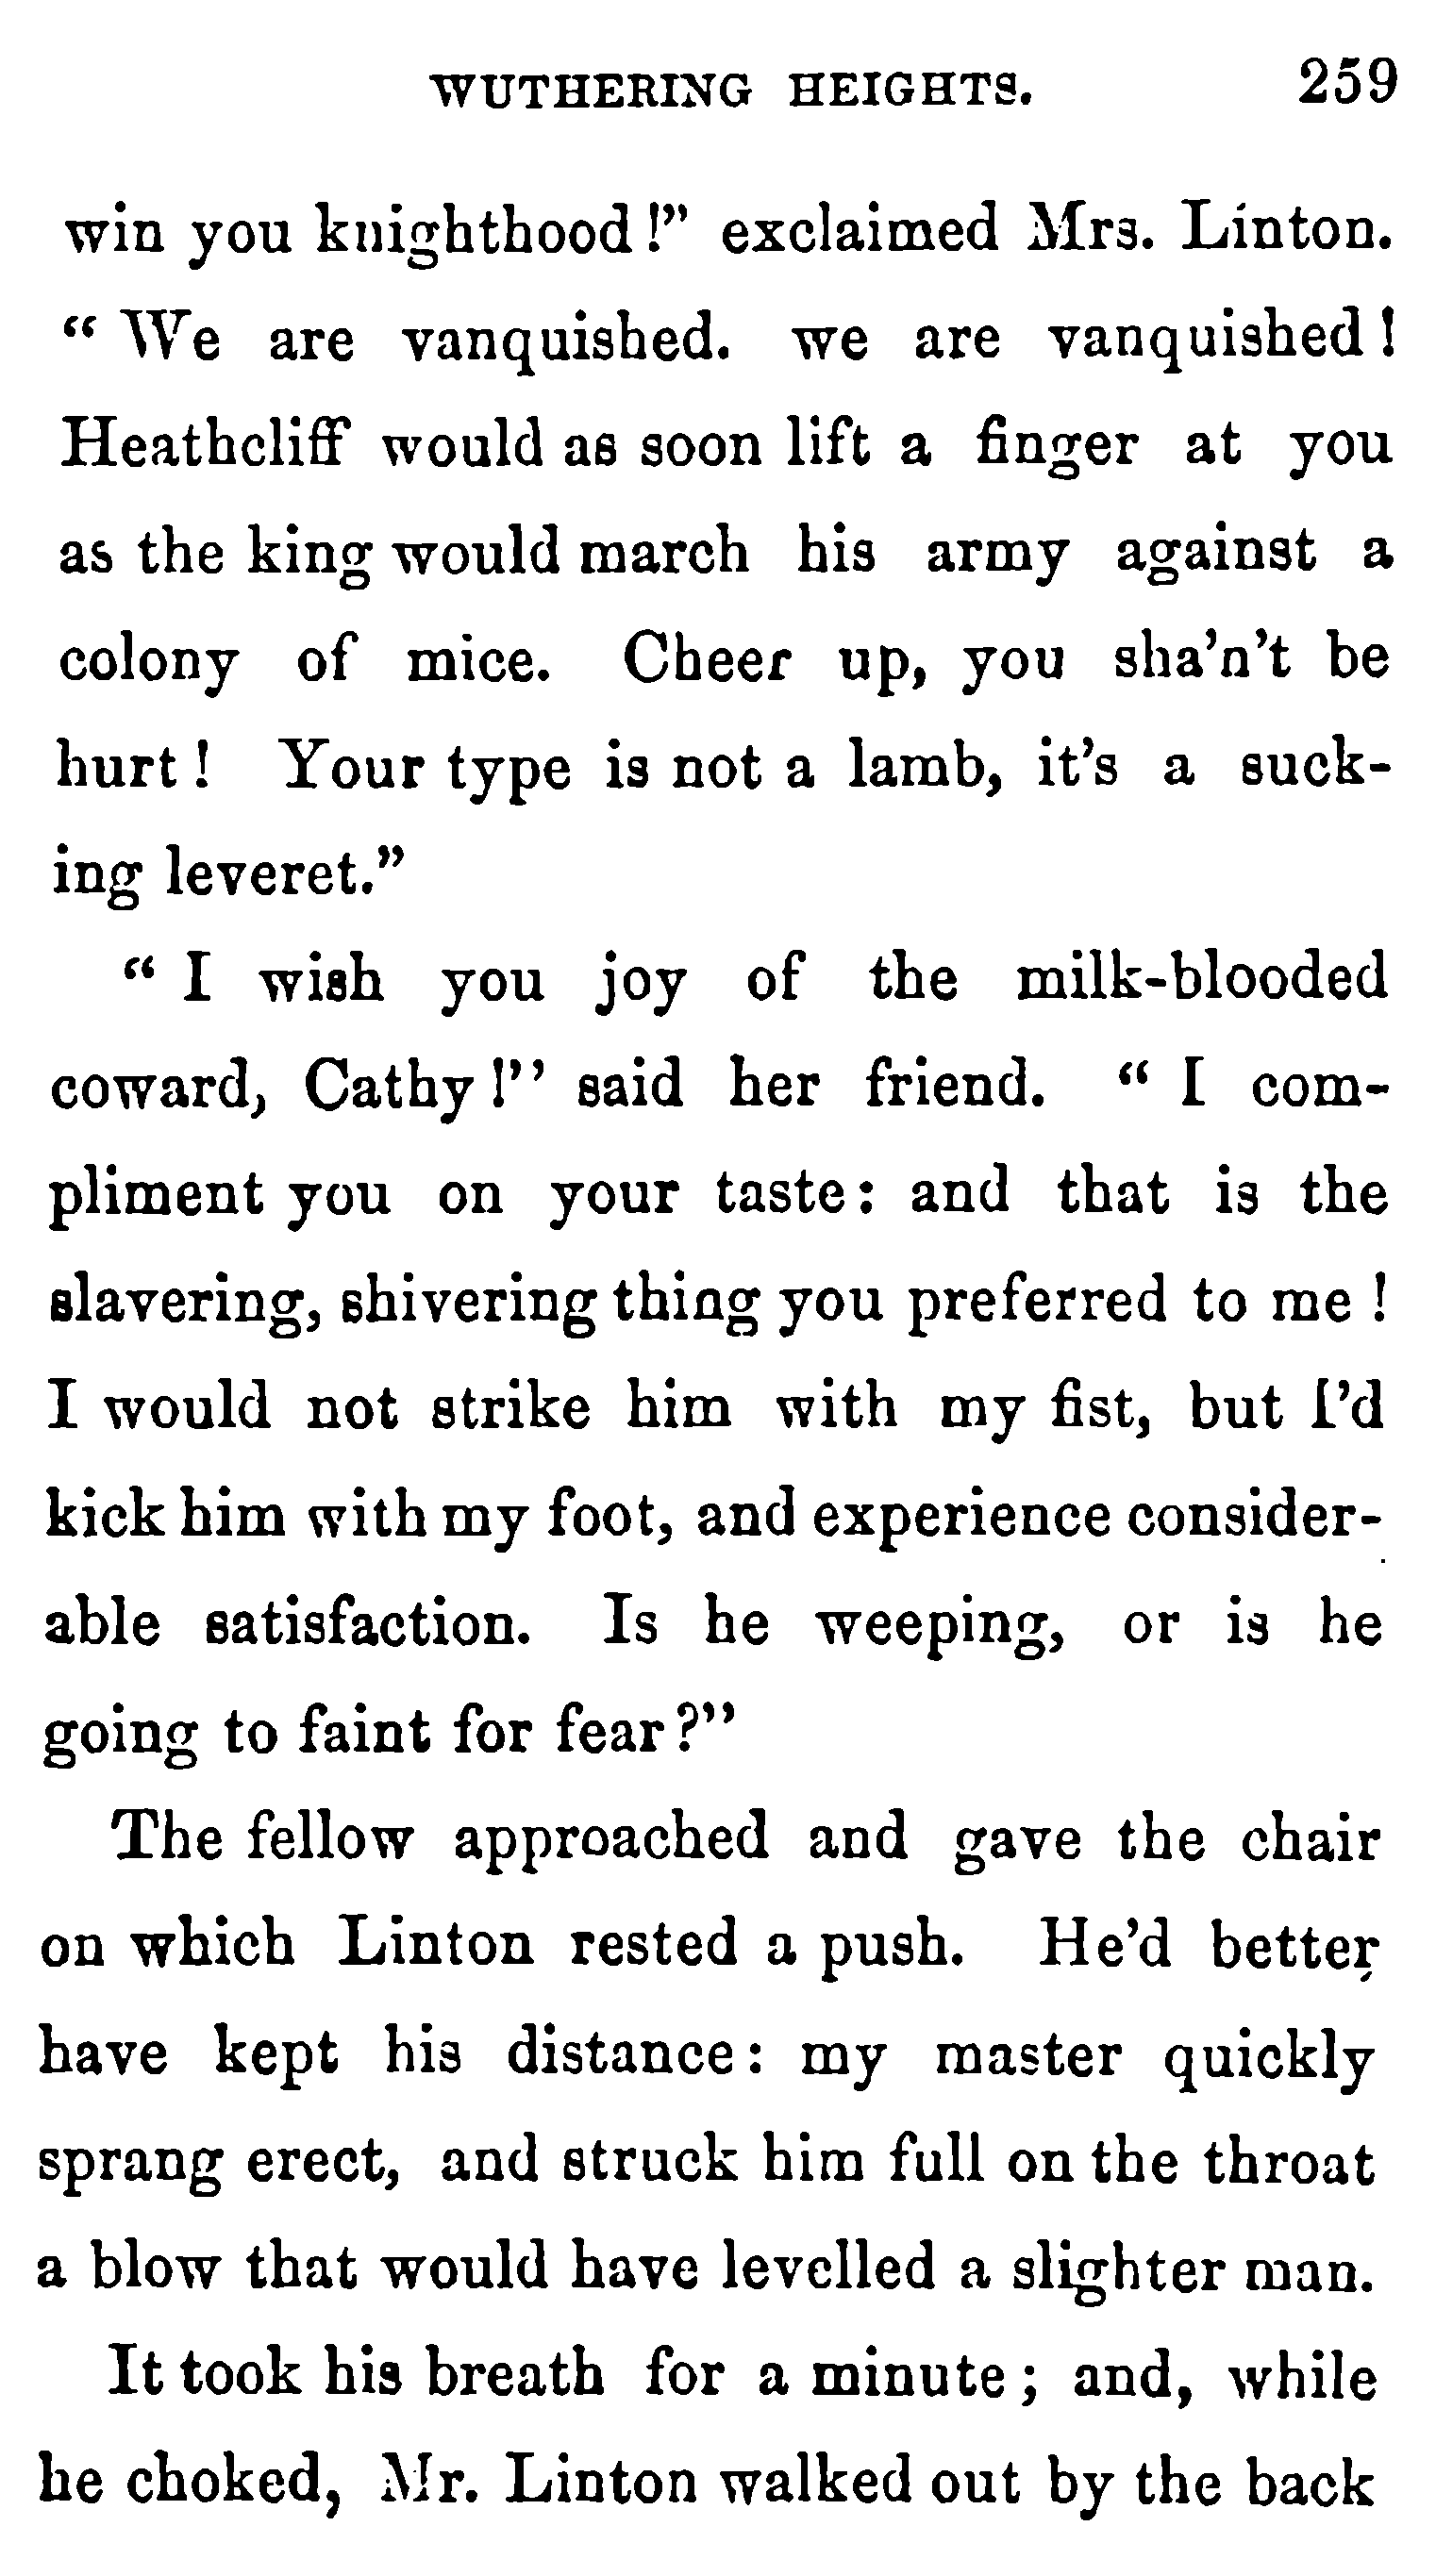 WUTHERING HEIGHTS. 259
win you knighthood!" exclaimed Mrs. Linton.
"We are vanquished. we are vanquished!
Heathcliff would as soon lift a finger at you
as the king would march his army against a
colony of mice. Cheer up, you sha'n't be
hurt! Your type is not a lamb, it's a suck-
ing leveret."
"I wish you joy of the milk-blooded
coward, Cathy!" said her friend. "I com-
pliment you on your taste: and that is the
slavering, shivering thing you preferred to me!
I would not strike him with my fist, but I'd
kick him with my foot, and experience consider-
able satisfaction. Is he weeping, or is he
going to faint for fear?"
The fellow approached and gave the chair
on which Linton rested a push. He'd better
have kept his distance: my master quickly
sprang erect, and struck him full on the throat
a blow that would have levelled a slighter man.
It took his breath for a minute; and, while
he choked, Mr. Linton walked out by the back